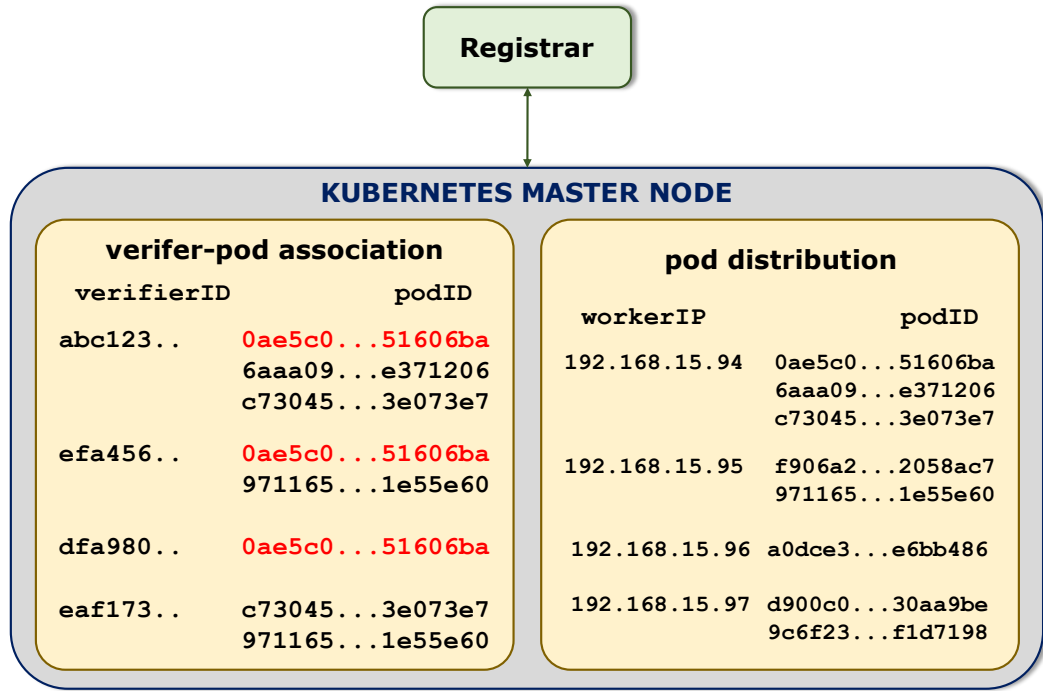 Registrar
KUBERNETES MASTER NODE
verifer-pod association
verifierID podID
abc123.. 0ae5c0...51606ba
6aaa09...e371206
c73045...3e073e7
efa456.. 0ae5c0...51606ba
971165...1e55e60
dfa980.. 0ae5c0...51606ba
eaf173.. c73045...3e073e7
971165...1e55e60
pod distribution
workerIP podID
192.168.15.94 0ae5c0...51606ba
6aaa09...e371206
c73045...3e073e7
192.168.15.95 f906a2...2058ac7
971165...1e55e60
192.168.15.96 a0dce3...e6bb486
192.168.15.97 d900c0...30aa9be
9c6f23...f1d7198